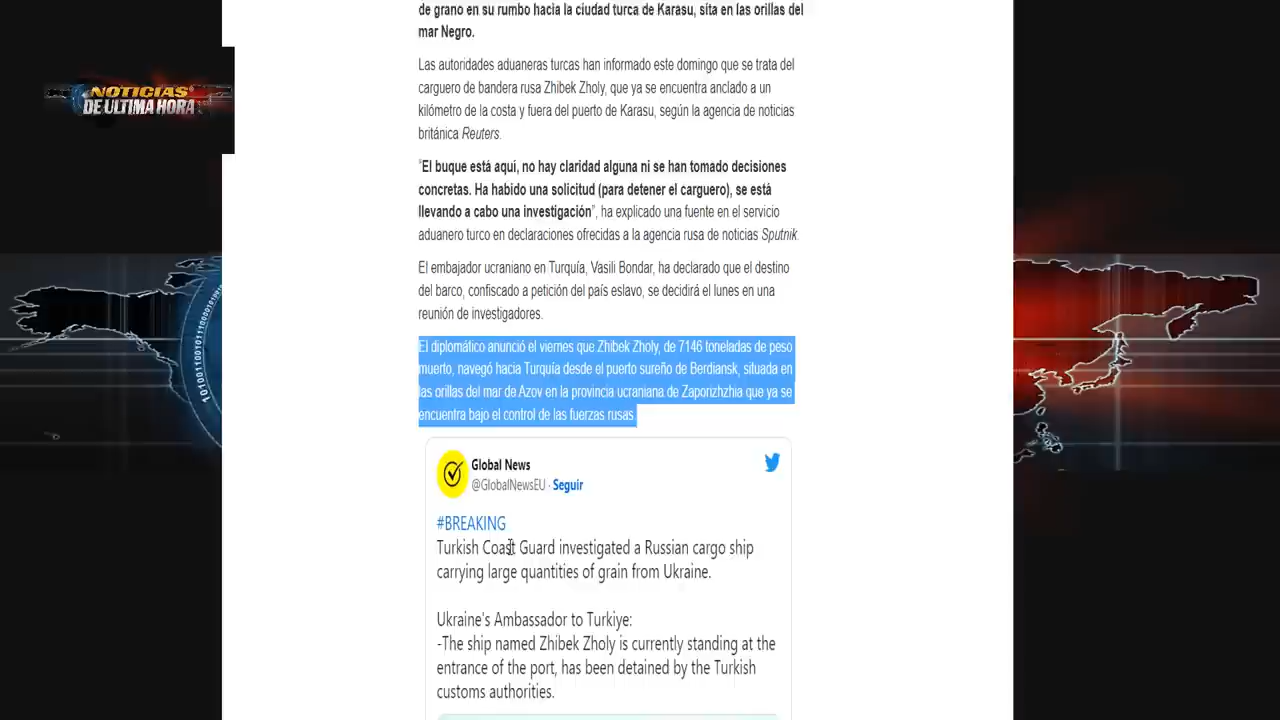 de grano en su rumbo hacia la ciudad turca de Karasu, sita en las orillas del
mar Negro.
NOTICIAS
DE ULTIMA HORA
Las autoridades aduaneras turcas han informado este domingo que se trata del
carguero de bandera rusa Zhibek Zholy, que ya se encuentra anclado a un
kilómetro de la costa y fuera del puerto de Karasu, según la agencia de noticias
británica Reuters.
"El buque está aquí, no hay claridad alguna ni se han tomado decisiones
concretas. Ha habido una solicitud (para detener el carguero), se está
llevando a cabo una investigación", ha explicado una fuente en el servicio
aduanero turco en declaraciones ofrecidas a la agencia rusa de noticias Sputnik.
El embajador ucraniano en Turquía, Vasili Bondar, ha declarado que el destino
del barco, confiscado a petición del país eslavo, se decidirá el lunes en una
reunión de investigadores.
El diplomático anunció el viernes que Zhibek Zholy, de 7146 toneladas de peso
muerto, navegó hacia Turquía desde el puerto sureño de Berdiansk, situada en
las orillas del mar de Azov en la provincia ucraniana de Zaporizhzhia que ya se
encuentra bajo el control de las fuerzas rusas.
Global News
@GlobalNewsEU · Seguir
#BREAKING
Turkish Coast Guard investigated a Russian cargo ship
carrying large quantities of grain from Ukraine.
Ukraine's Ambassador to Turkiye:
-The ship named Zhibek Zholy is currently standing at the
entrance of the port, has been detained by the Turkish
customs authorities.